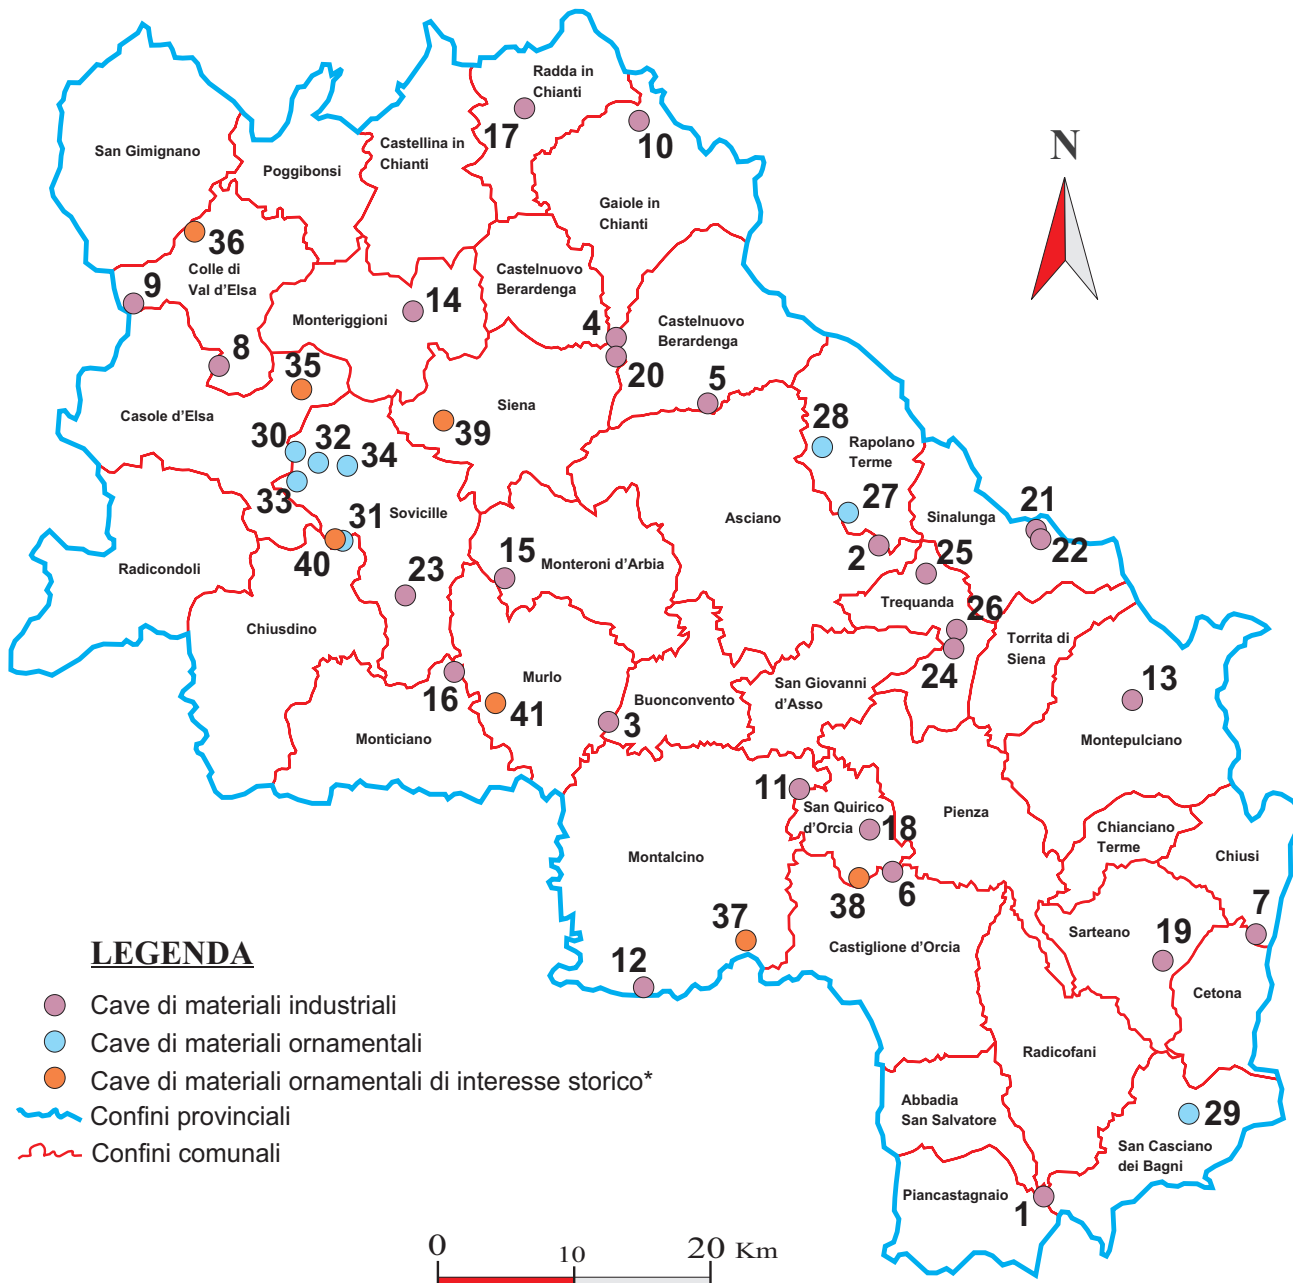 Radda in
Chianti
17
10
N
San Gimignano
Poggibonsi
Castellina in
Chianti
Gaiole in
Chianti
36
Colle di
Val d'Elsa
Castelnuovo
Berardenga
9
14
Monteriggioni
4
Castelnuovo
Berardenga
8
35
20
5
Casole d'Elsa
Siena
39
28
Rapolano
Terme
30
32
34
33
31
Sovicille
27
21
Asciano
Sinalunga
22
40
2
25
Radicondoli
15
Monteroni d'Arbia
23
Trequanda
26
Chiusdino
Torrita di
Siena
24
16
Murlo
41
Buonconvento
San Giovanni
d'Asso
13
3
Monticiano
Montepulciano
11
San Quirico
d'Orcia
18
Pienza
Chianciano
Terme
Chiusi
Montalcino
38
6
37
7
Sarteano
19
Castiglione d'Orcia
12
Cetona
LEGENDA
Cave di materiali industriali
Cave di materiali ornamentali
Cave di materiali ornamentali di interesse storico*
Confini provinciali
Confini comunali
Radicofani
Abbadia
San Salvatore
29
San Casciano
dei Bagni
Piancastagnaio
1
0
10
20 Km